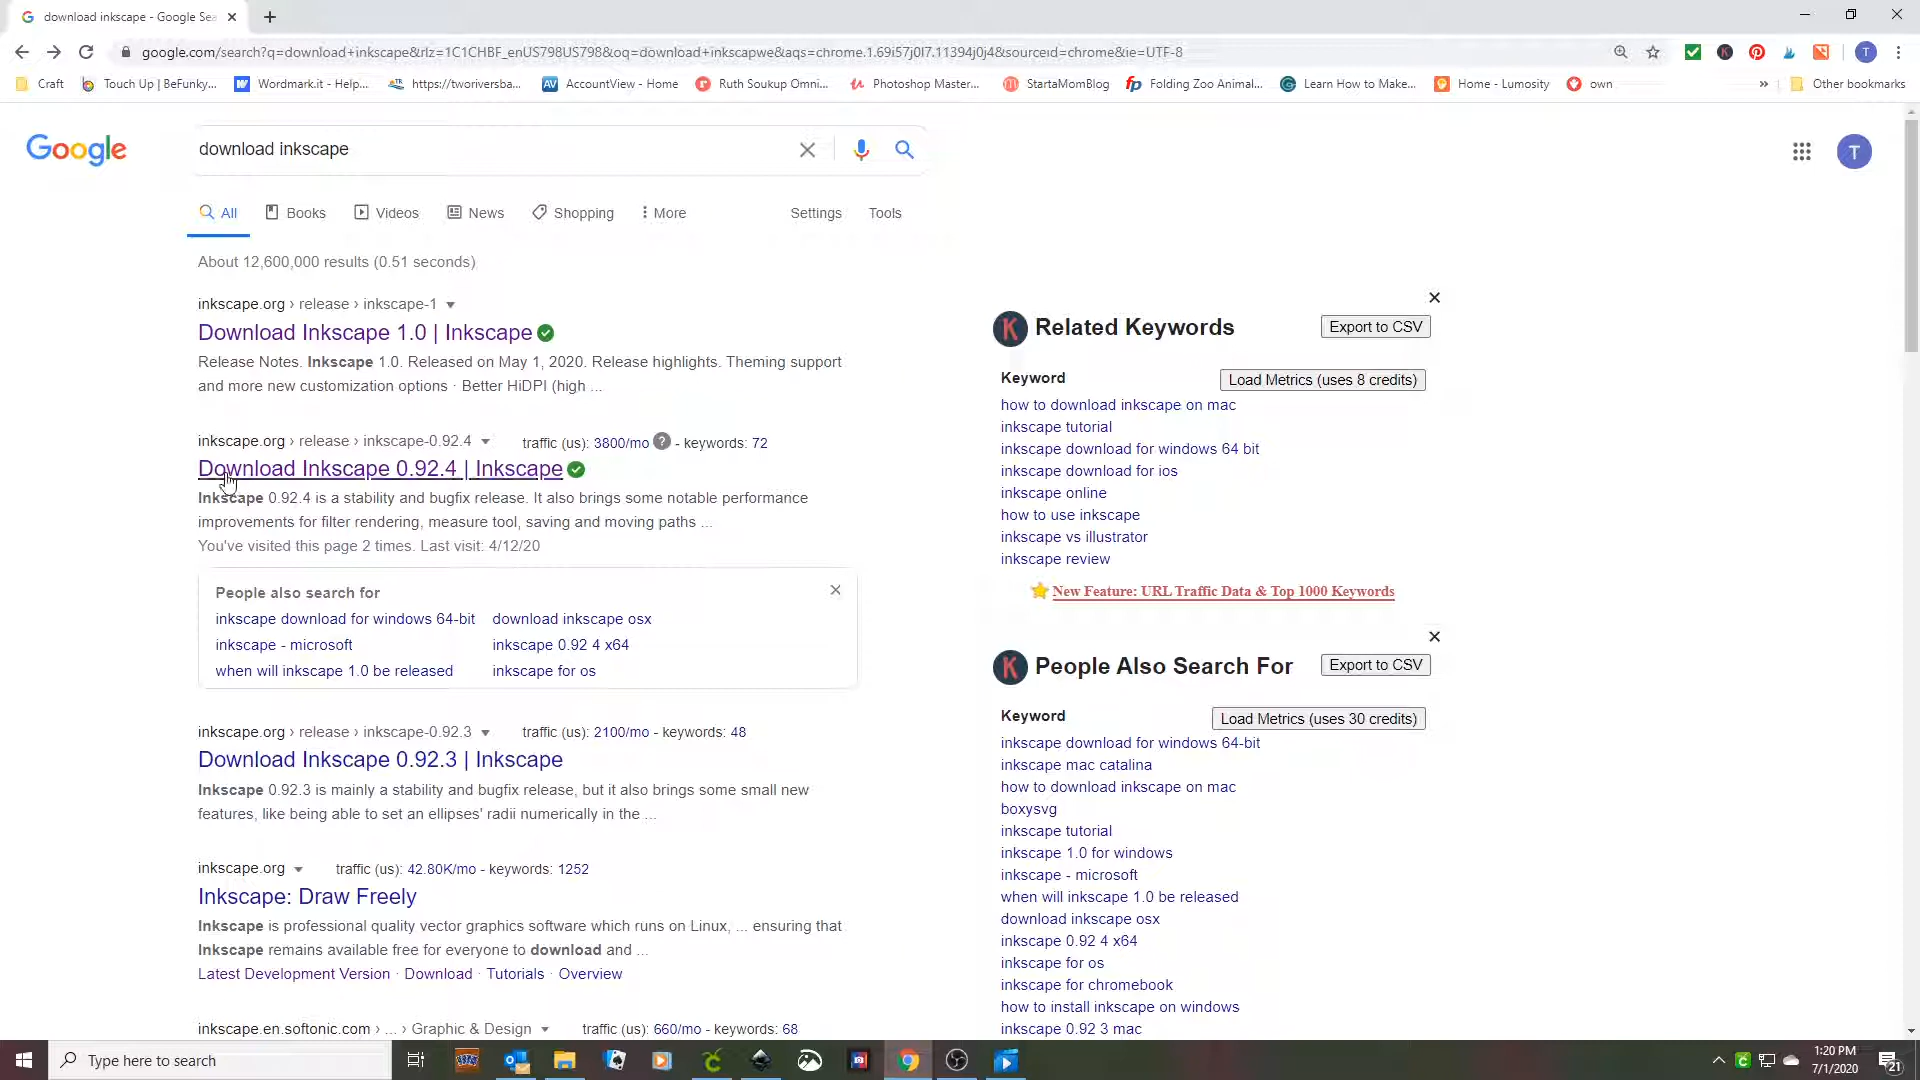 download inkscape - Google Sea
google.com/search?q=download+inkscape&rlz=1C1CHBF_enUS798US798&oq=download+inkscapwe&aqs=chrome.1.69i57j0l7.11394j0j4&sourceid=chrome&ie=UTF-8
T
Craft
Touch Up | BeFunky...
Wordmark.it - Help...
https://tworiversba...
AccountView - Home
Ruth Soukup Omni...
Photoshop Master...
StartaMomBlog
Folding Zoo Animal...
Learn How to Make...
Home - Lumosity
own
Other bookmarks
Google
download inkscape
T
All
Books
Videos
News
Shopping
More
Settings
Tools
About 12,600,000 results (0.51 seconds)
inkscape.org › release › inkscape-1
Download Inkscape 1.0 | Inkscape
Release Notes. Inkscape 1.0. Released on May 1, 2020. Release highlights. Theming support
and more new customization options · Better HiDPI (high ...
inkscape.org › release › inkscape-0.92.4 traffic (us): 3800/mo ? - keywords: 72
Download Inkscape 0.92.4 | Inkscape
Inkscape 0.92.4 is a stability and bugfix release. It also brings some notable performance
improvements for filter rendering, measure tool, saving and moving paths ...
You've visited this page 2 times. Last visit: 4/12/20
People also search for
inkscape download for windows 64-bit download inkscape osx
inkscape - microsoft inkscape 0.92 4 x64
when will inkscape 1.0 be released inkscape for os
inkscape.org › release › inkscape-0.92.3 traffic (us): 2100/mo - keywords: 48
Download Inkscape 0.92.3 | Inkscape
Inkscape 0.92.3 is mainly a stability and bugfix release, but it also brings some small new
features, like being able to set an ellipses' radii numerically in the ...
inkscape.org traffic (us): 42.80K/mo - keywords: 1252
Inkscape: Draw Freely
Inkscape is professional quality vector graphics software which runs on Linux, ... ensuring that
Inkscape remains available free for everyone to download and ...
Latest Development Version · Download · Tutorials · Overview
inkscape.en.softonic.com › ... › Graphic & Design traffic (us): 660/mo - keywords: 68
K Related Keywords
Export to CSV
Keyword
Load Metrics (uses 8 credits)
how to download inkscape on mac
inkscape tutorial
inkscape download for windows 64 bit
inkscape download for ios
inkscape online
how to use inkscape
inkscape vs illustrator
inkscape review
New Feature: URL Traffic Data & Top 1000 Keywords
K People Also Search For
Export to CSV
Keyword
Load Metrics (uses 30 credits)
inkscape download for windows 64-bit
inkscape mac catalina
how to download inkscape on mac
boxysvg
inkscape tutorial
inkscape 1.0 for windows
inkscape - microsoft
when will inkscape 1.0 be released
download inkscape osx
inkscape 0.92 4 x64
inkscape for os
inkscape for chromebook
how to install inkscape on windows
inkscape 0.92 3 mac
Type here to search
1:20 PM
7/1/2020
21